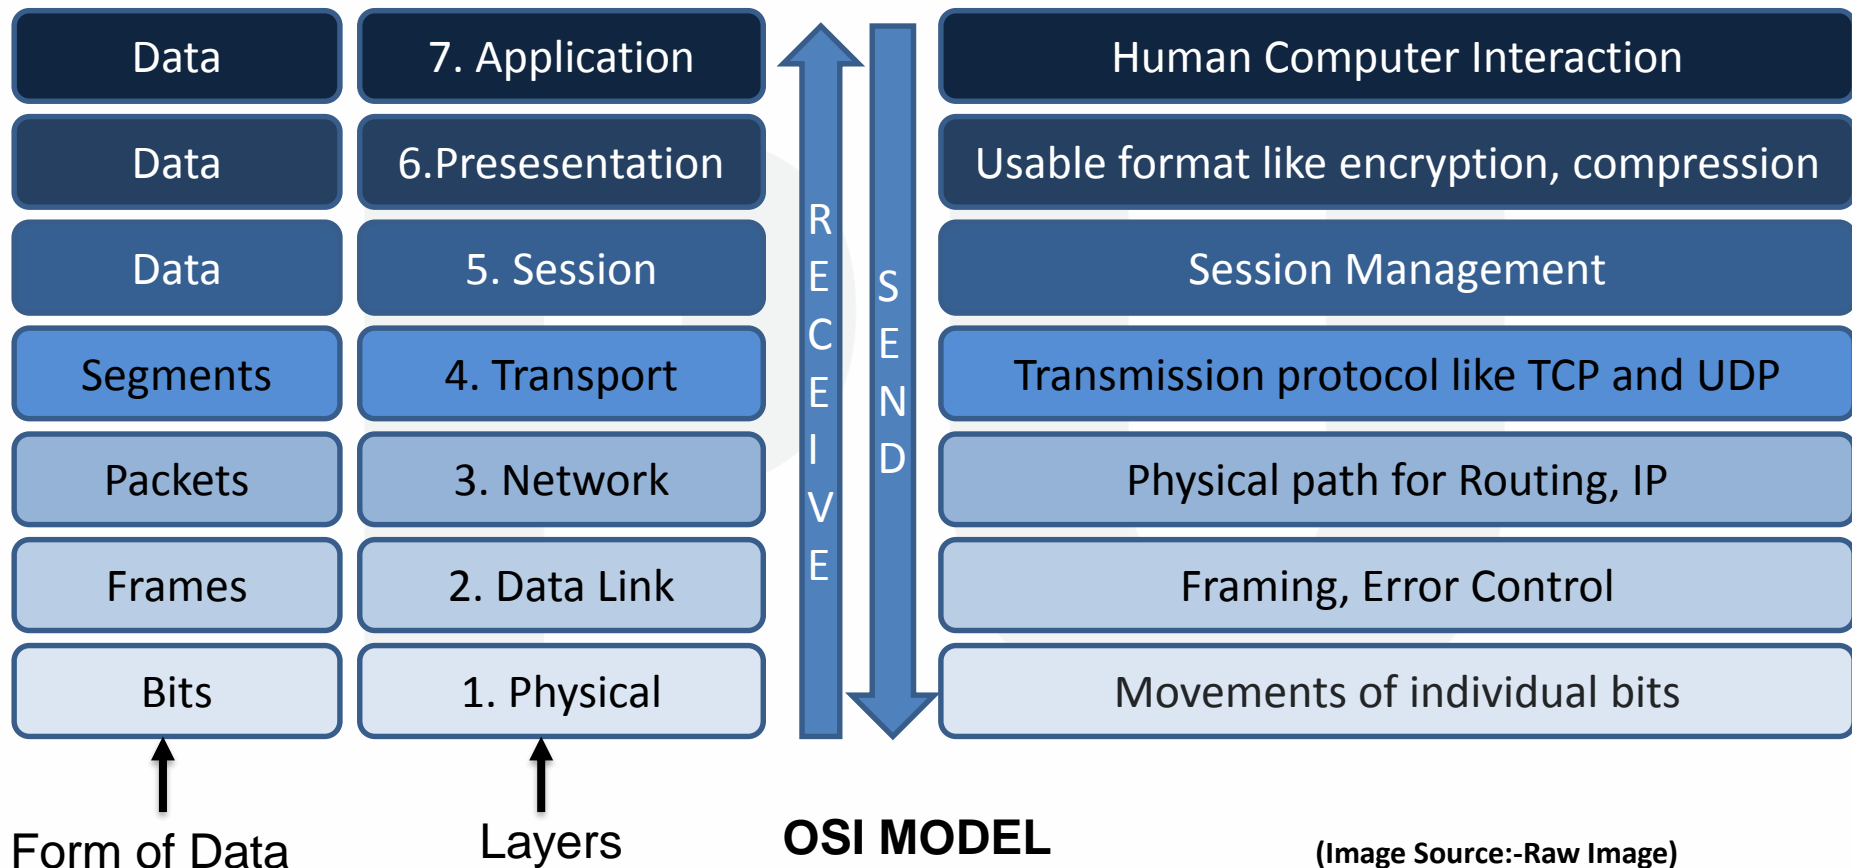 Data
7. Application
Human Computer Interaction
Data
6.Presesentation
Usable format like encryption, compression
Data
5. Session
Session Management
Segments
4. Transport
Transmission protocol like TCP and UDP
Packets
3. Network
Physical path for Routing, IP
Frames
2. Data Link
Framing, Error Control
Bits
1. Physical
Movements of individual bits
RECEIVE
SEND
Form of Data
Layers
OSI MODEL
(Image Source:-Raw Image)